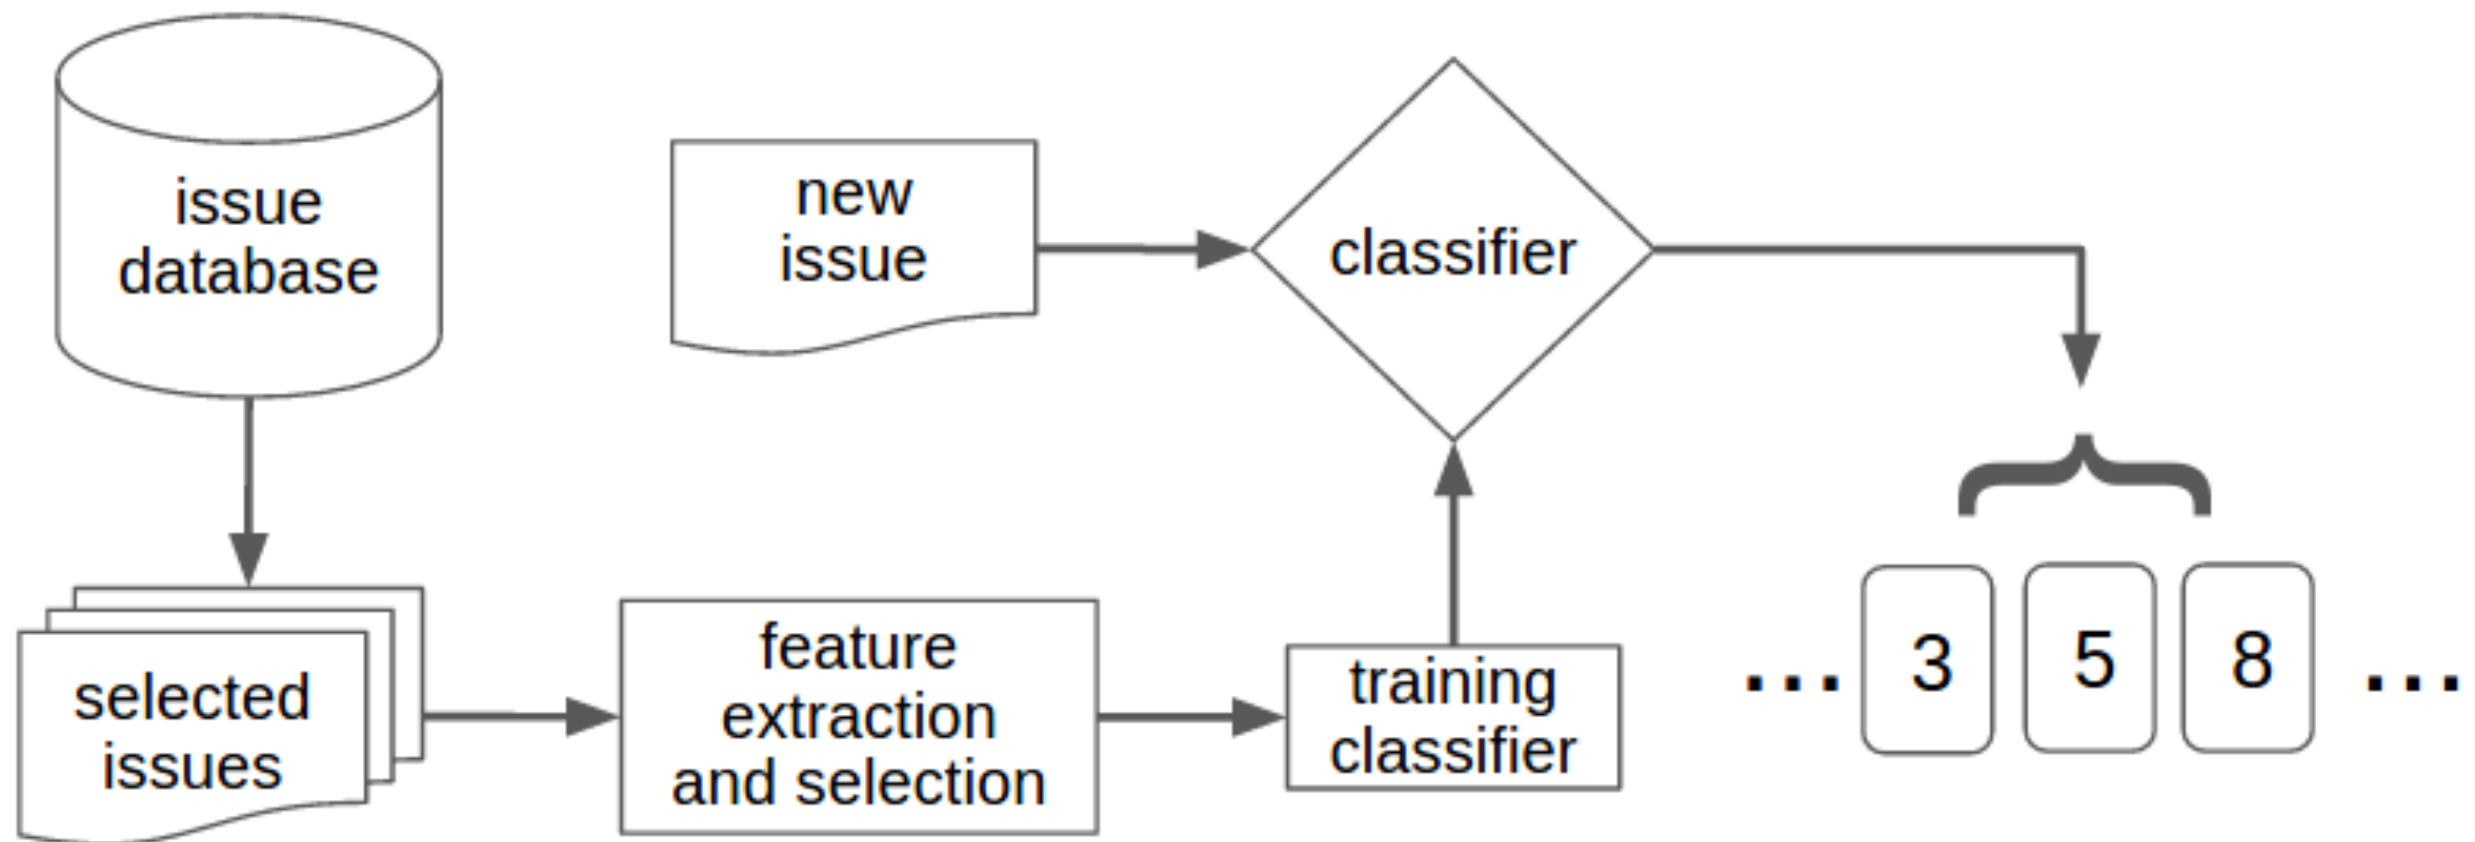 issue
database
new
issue
classifier
selected
issues
feature
extraction
and selection
training
classifier
... 3 5 8 ...